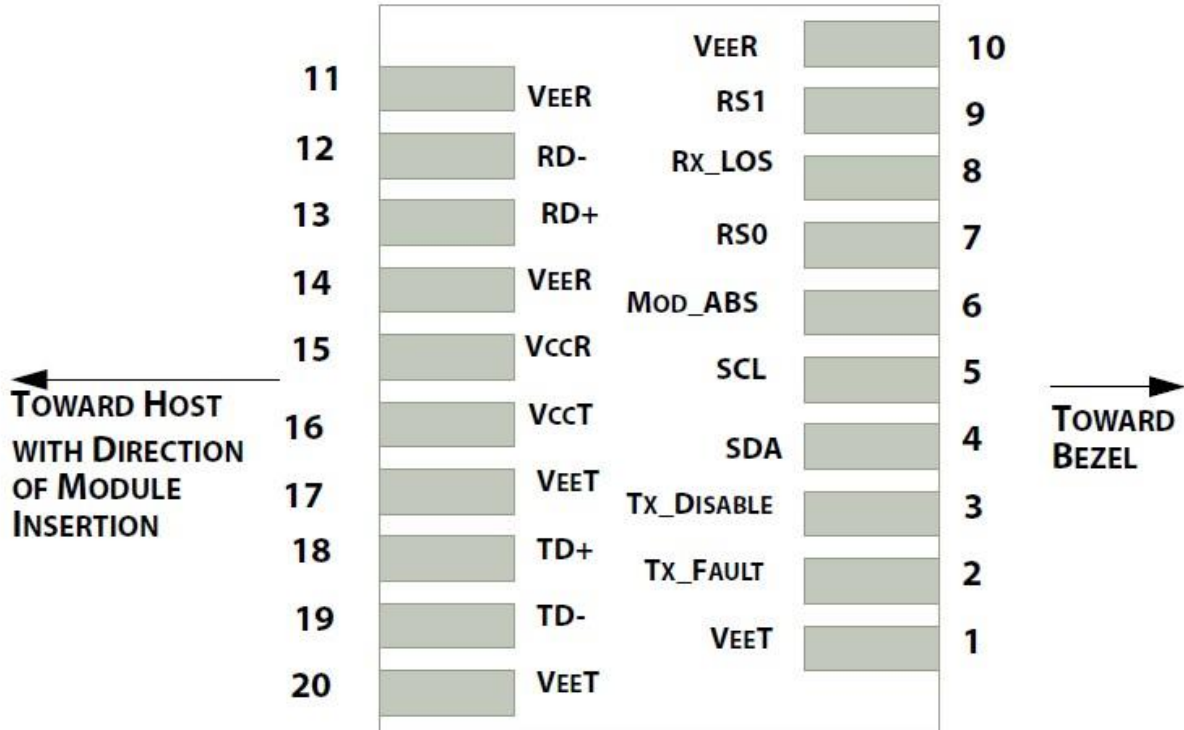 11 VEER
12 RD-
13 RD+
14 VEER
15 VCCR
16 VCCT
17 VEET
18 TD+
19 TD-
20 VEET
VEER 10
RS1 9
RX_LOS 8
RS0 7
MOD_ABS 6
SCL 5
SDA 4
TX_DISABLE 3
TX_FAULT 2
VEET 1
TOWARD HOST
WITH DIRECTION
OF MODULE
INSERTION
TOWARD
BEZEL